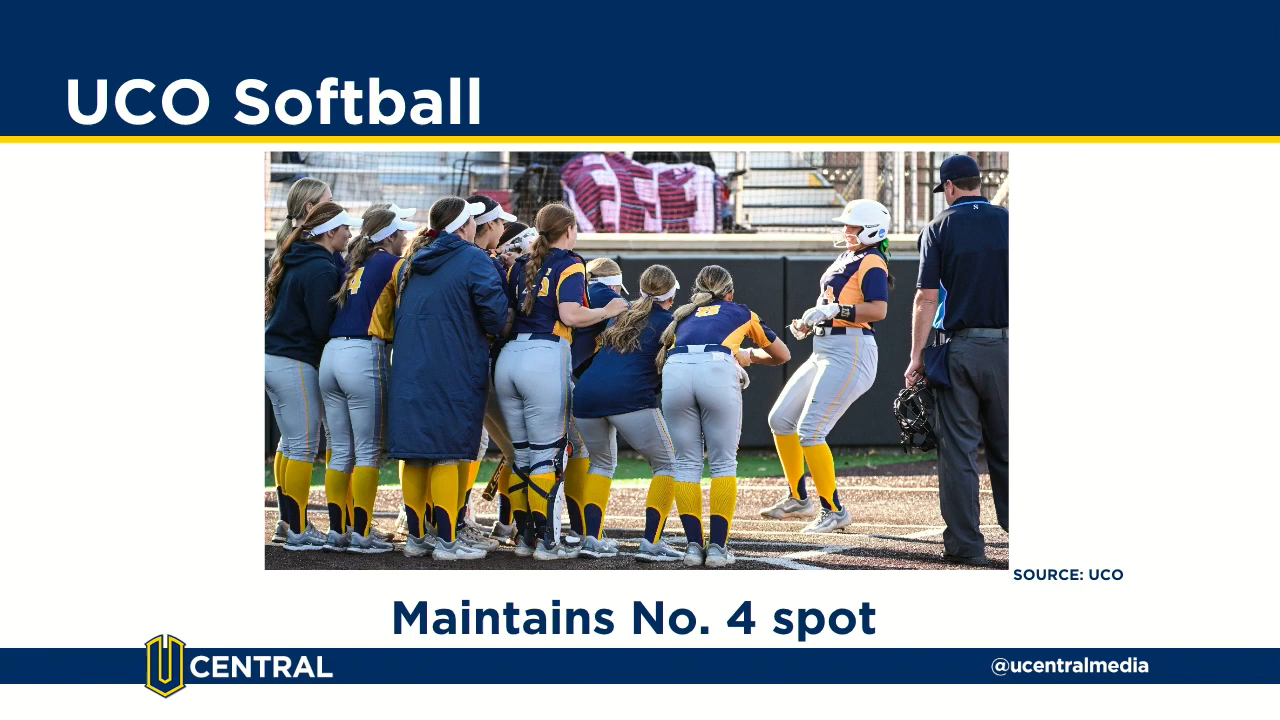 UCO Softball
SOURCE: UCO
Maintains No. 4 spot
CENTRAL
@ucentralmedia